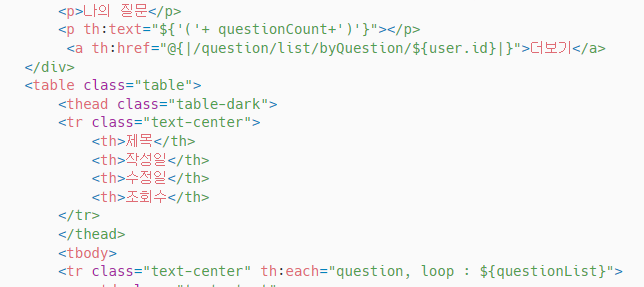 <p>나의 질문</p>
<p th:text="${'('+ questionCount+')'}"></p>
<a th:href="@{|/question/list/byQuestion/${user.id}|}">더보기</a>
</div>
<table class="table">
<thead class="table-dark">
<tr class="text-center">
<th>제목</th>
<th>작성일</th>
<th>수정일</th>
<th>조회수</th>
</tr>
</thead>
<tbody>
<tr class="text-center" th:each="question, loop : ${questionList}">